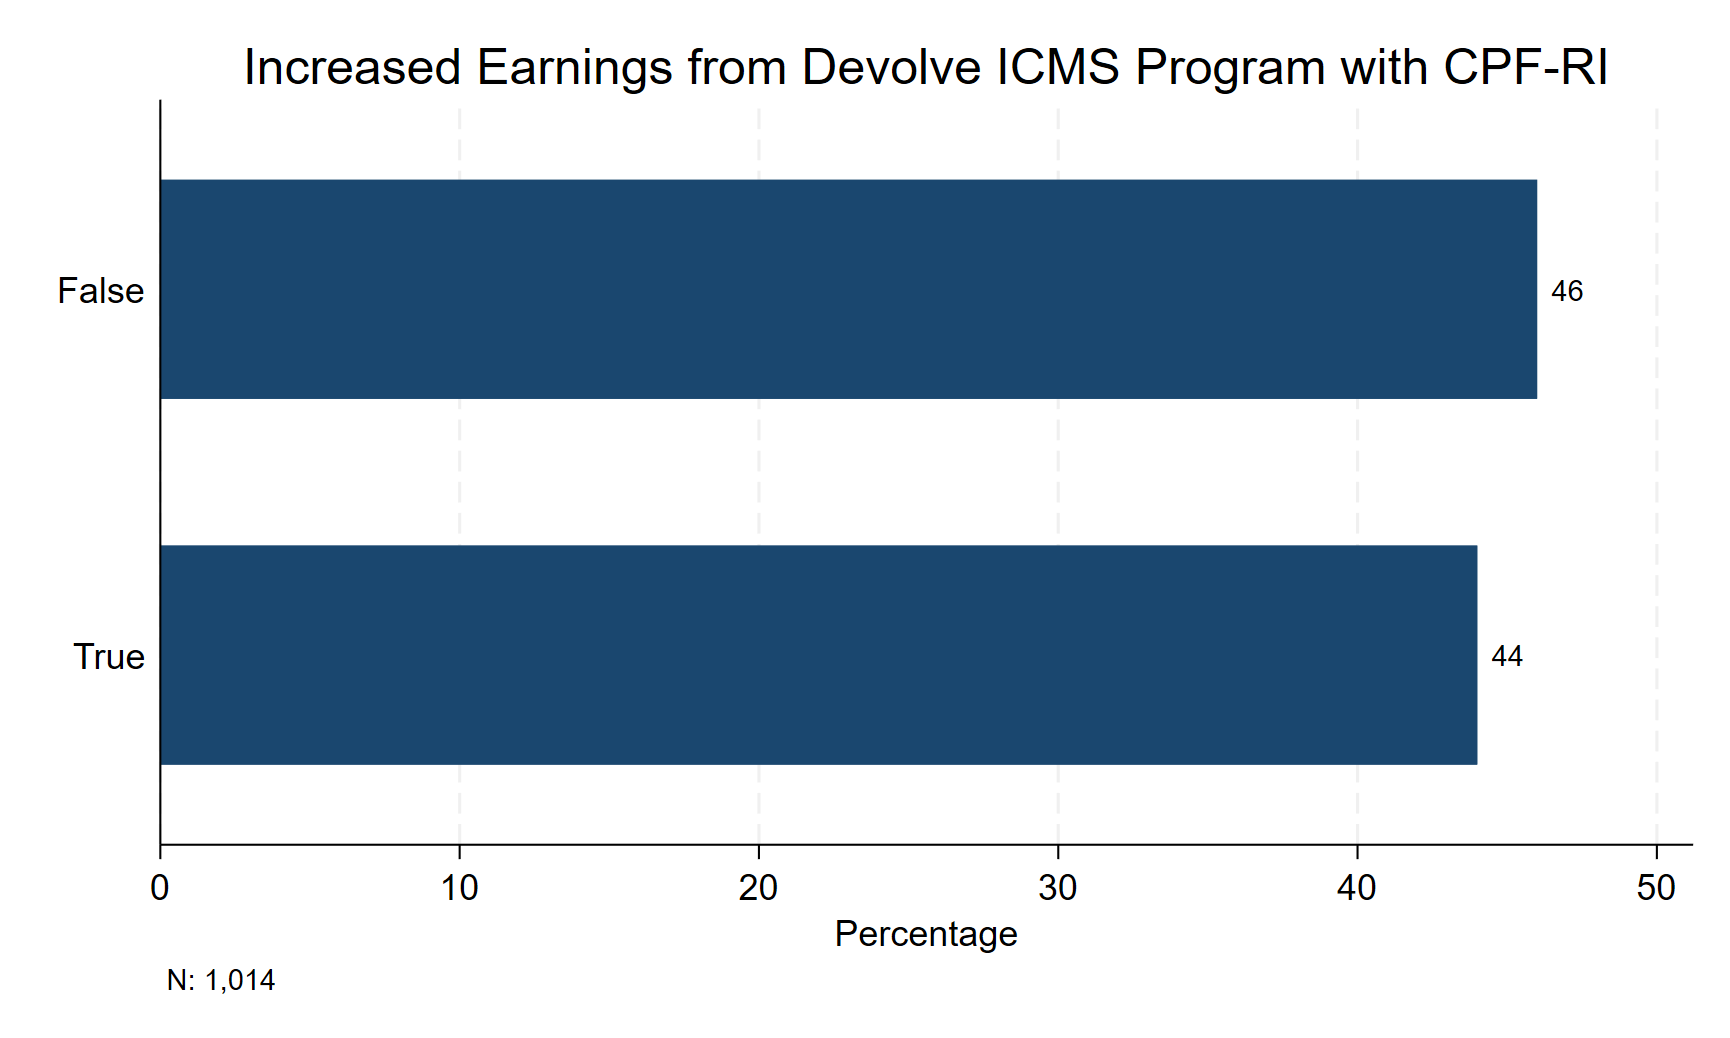 Increased Earnings from Devolve ICMS Program with CPF-RI
False
46
True
44
0 10 20 30 40 50
Percentage
N: 1,014